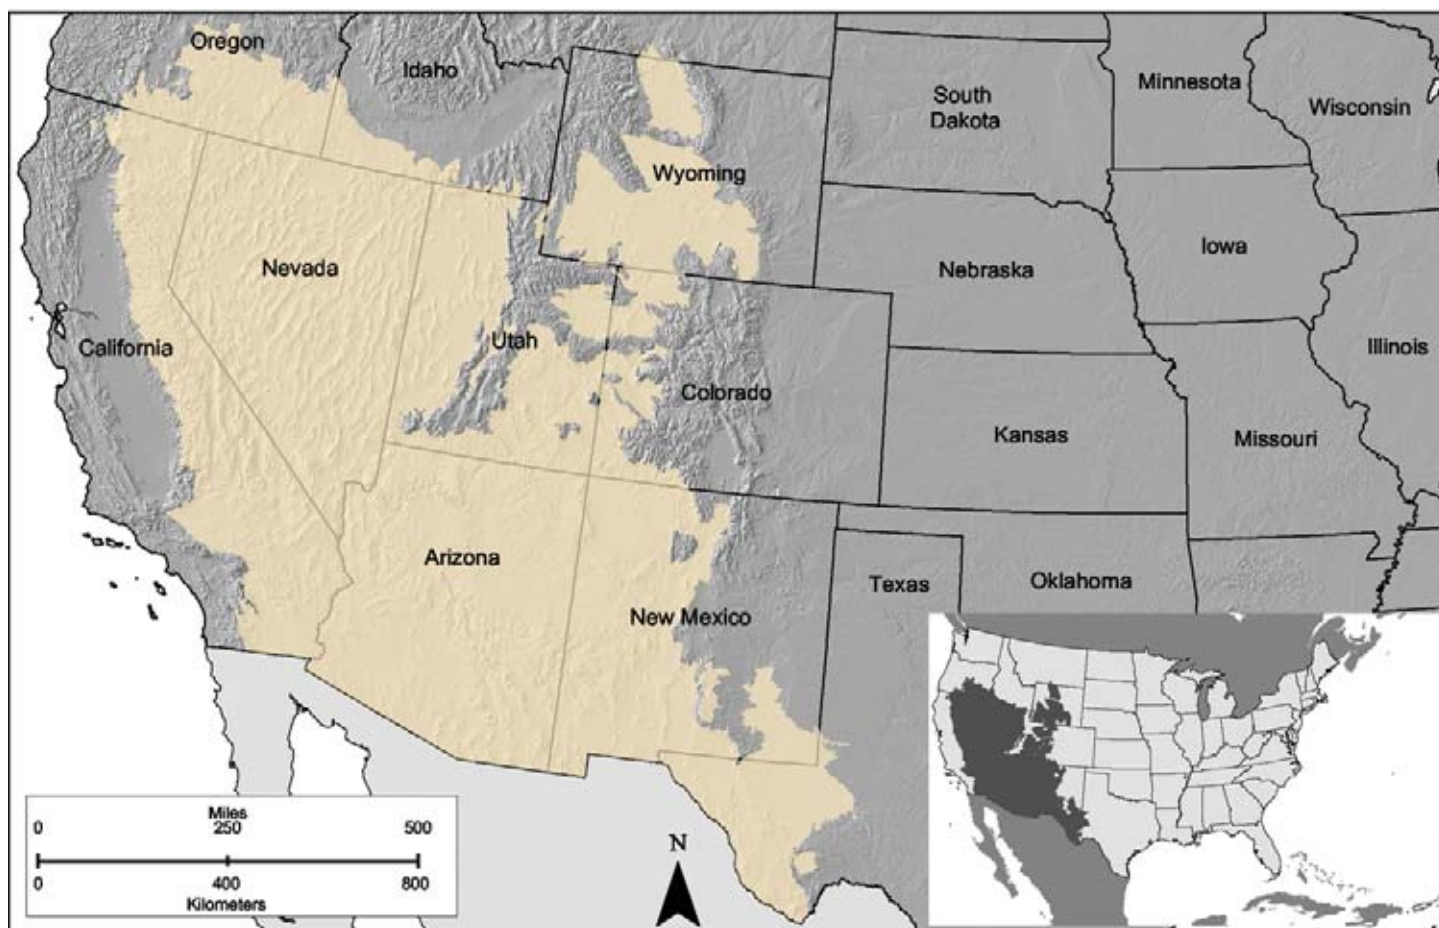 Oregon
Idaho
South
Dakota
Minnesota
Wisconsin
Wyoming
Nevada
Nebraska
Iowa
California
Utah
Colorado
Illinois
Kansas
Missouri
Arizona
Texas
Oklahoma
New Mexico
Miles
0 250 500
0 400 800
Kilometers
N